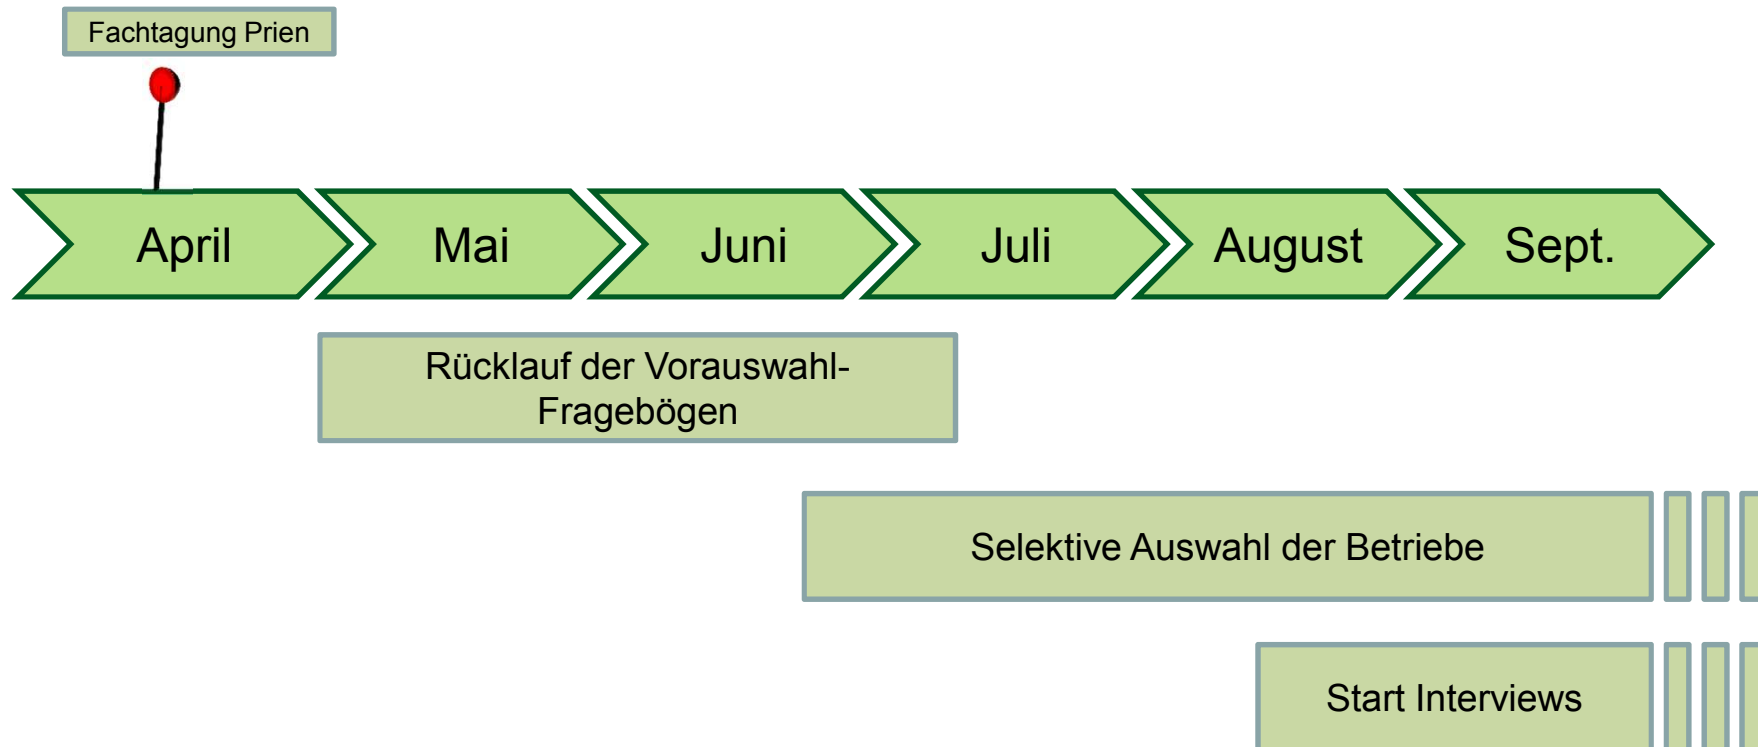 Fachtagung Prien
April
Mai
Juni
Juli
August
Sept.
Rücklauf der Vorauswahl-
Fragebögen
Selektive Auswahl der Betriebe
Start Interviews